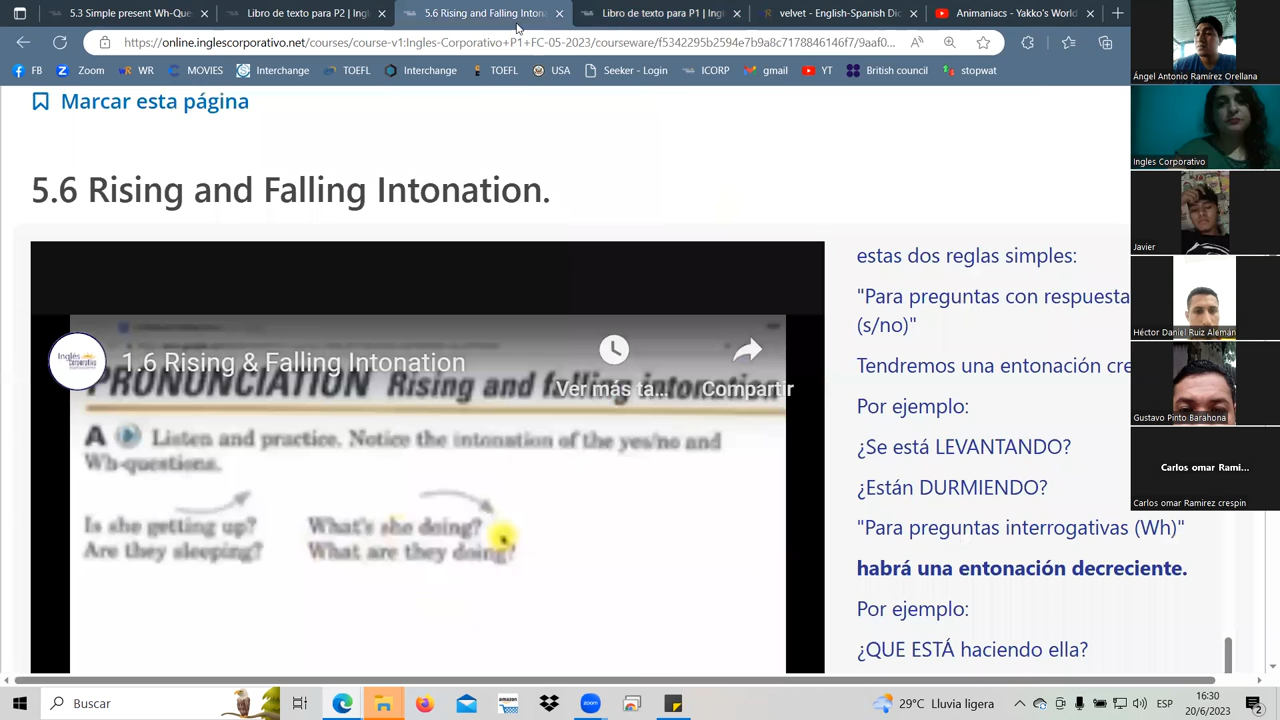 5.3 Simple present Wh-Ques
Libro de texto para P2 | Ingl
5.6 Rising and Falling Intona
Libro de texto para P1 | Ingl
velvet - English-Spanish Dic
Animaniacs - Yakko's World
https://online.inglescorporativo.net/courses/course-v1:Ingles-Corporativo+P1+FC-05-2023/courseware/f5342295b2594e7b9a8c7178846146f7/9aaf0...
FB
Zoom
WR
MOVIES
Interchange
TOEFL
Interchange
TOEFL
USA
Seeker - Login
ICORP
gmail
YT
British council
stopwat
Marcar esta página
5.6 Rising and Falling Intonation.
Inglés
Corporativo
1.6 Rising & Falling Intonation
Ver más ta...
Compartir
PRONUNCIATION Rising and falling intonation
A Listen and practice. Notice the intonation of the yes/no and
Wh-questions.
Is she getting up? What's she doing?
Are they sleeping? What are they doing?
estas dos reglas simples:
"Para preguntas con respuesta
(s/no)"
Tendremos una entonación cre
Por ejemplo:
¿Se está LEVANTANDO?
¿Están DURMIENDO?
"Para preguntas interrogativas (Wh)"
habrá una entonación decreciente.
Por ejemplo:
¿QUE ESTÁ haciendo ella?
Ángel Antonio Ramírez Orellana
Ingles Corporativo
Javier
Héctor Daniel Ruiz Alemán
Gustavo Pinto Barahona
Carlos omar Rami...
Carlos omar Ramirez crespin
Buscar
amazon
zoom
29°C Lluvia ligera
ESP
16:30
20/6/2023
2